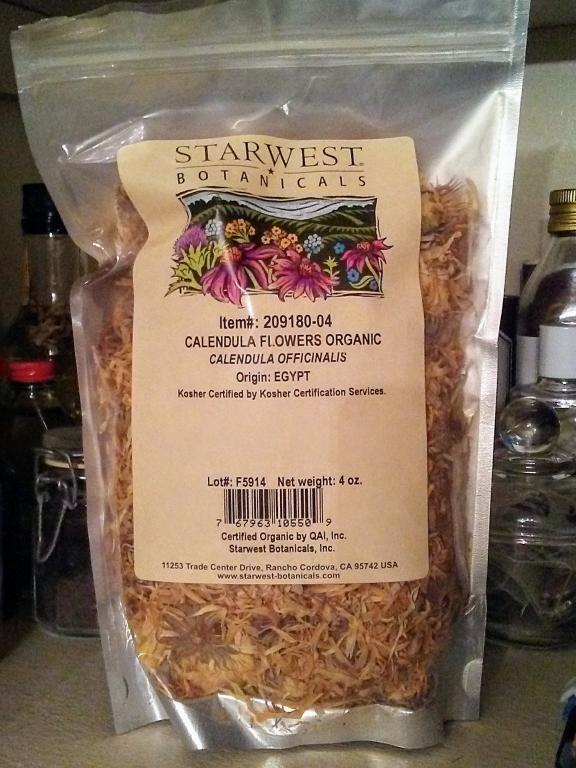 STARWEST
BOTANICALS
Item#: 209180-04
CALENDULA FLOWERS ORGANIC
CALENDULA OFFICINALIS
Origin: EGYPT
Kosher Certified by Kosher Certification Services.
Lot#: F5914 Net weight: 4 oz.
7 67963 10550 9
Certified Organic by QAI, Inc.
Starwest Botanicals, Inc.
11253 Trade Center Drive, Rancho Cordova, CA 95742 USA
www.starwest-botanicals.com